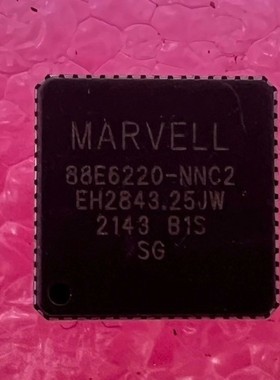 MARVELL
88E6220-NNC2
EH2843.25JW
2143 B1S
SG